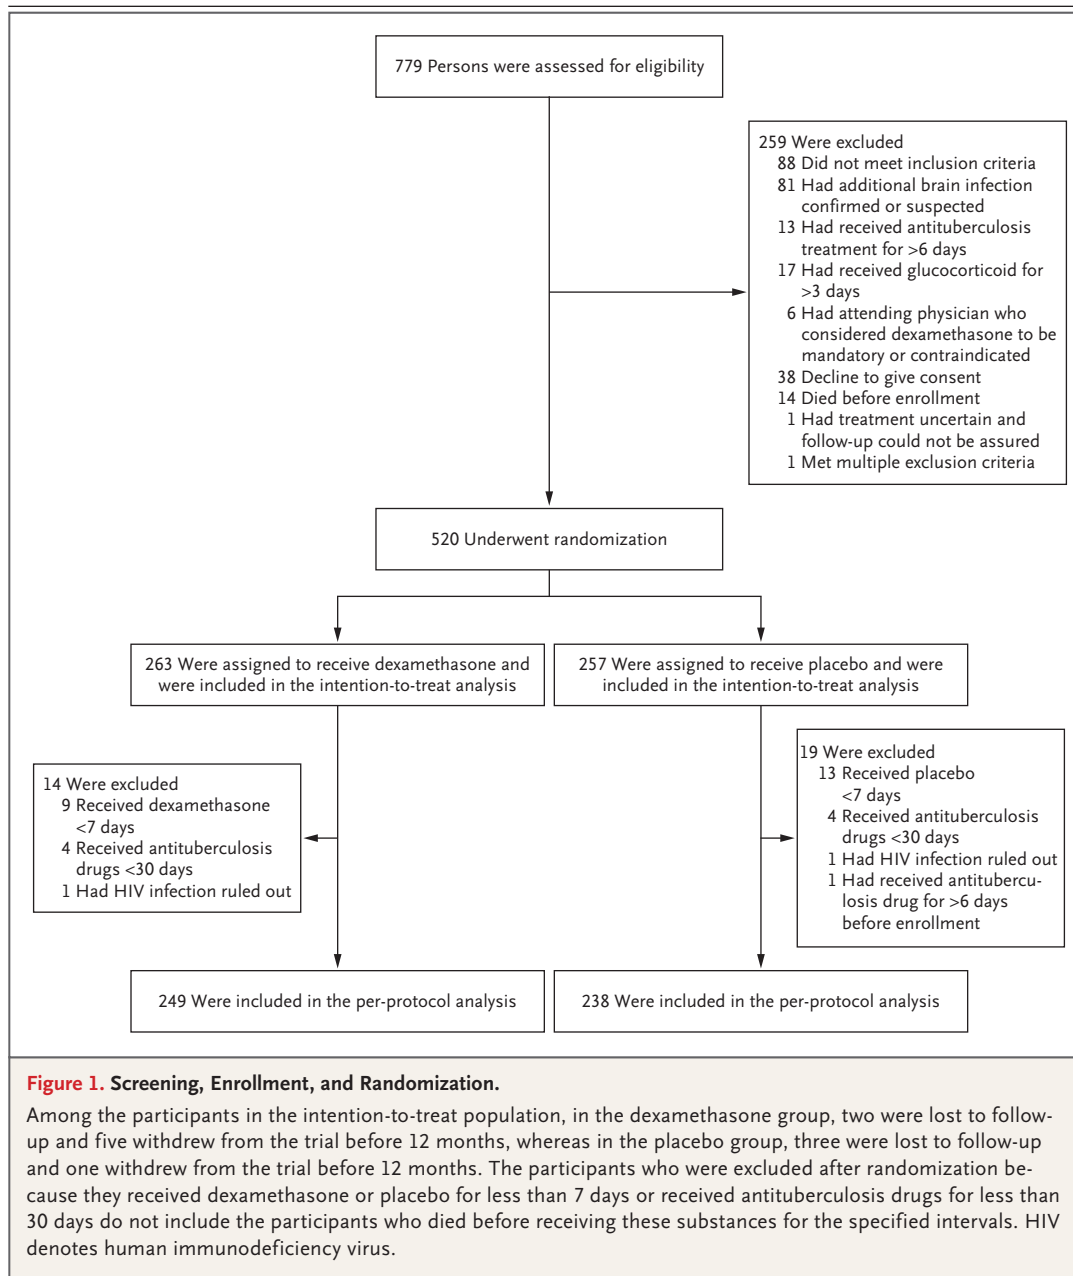 779 Persons were assessed for eligibility
259 Were excluded
88 Did not meet inclusion criteria
81 Had additional brain infection
confirmed or suspected
13 Had received antituberculosis
treatment for >6 days
17 Had received glucocorticoid for
>3 days
6 Had attending physician who
considered dexamethasone to be
mandatory or contraindicated
38 Decline to give consent
14 Died before enrollment
1 Had treatment uncertain and
follow-up could not be assured
1 Met multiple exclusion criteria
520 Underwent randomization
263 Were assigned to receive dexamethasone and
were included in the intention-to-treat analysis
257 Were assigned to receive placebo and were
included in the intention-to-treat analysis
14 Were excluded
9 Received dexamethasone
<7 days
4 Received antituberculosis
drugs <30 days
1 Had HIV infection ruled out
19 Were excluded
13 Received placebo
<7 days
4 Received antituberculosis
drugs <30 days
1 Had HIV infection ruled out
1 Had received antitubercu-
losis drug for >6 days
before enrollment
249 Were included in the per-protocol analysis
238 Were included in the per-protocol analysis
Figure 1. Screening, Enrollment, and Randomization.
Among the participants in the intention-to-treat population, in the dexamethasone group, two were lost to follow-
up and five withdrew from the trial before 12 months, whereas in the placebo group, three were lost to follow-up
and one withdrew from the trial before 12 months. The participants who were excluded after randomization be-
cause they received dexamethasone or placebo for less than 7 days or received antituberculosis drugs for less than
30 days do not include the participants who died before receiving these substances for the specified intervals. HIV
denotes human immunodeficiency virus.